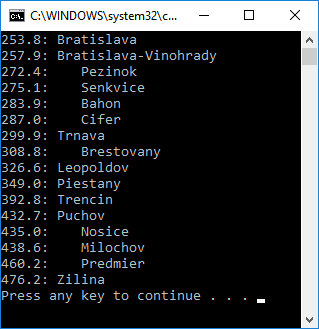 C:\WINDOWS\system32\c...
253.8: Bratislava
257.9: Bratislava-Vinohrady
272.4:    Pezinok
275.1:    Senkvice
283.9:    Bahon
287.0:    Cifer
299.9: Trnava
308.8:    Brestovany
326.6: Leopoldov
349.0: Piestany
392.8: Trencin
432.7: Puchov
435.0:    Nosice
438.6:    Milochov
460.2:    Predmier
476.2: Zilina
Press any key to continue . . .